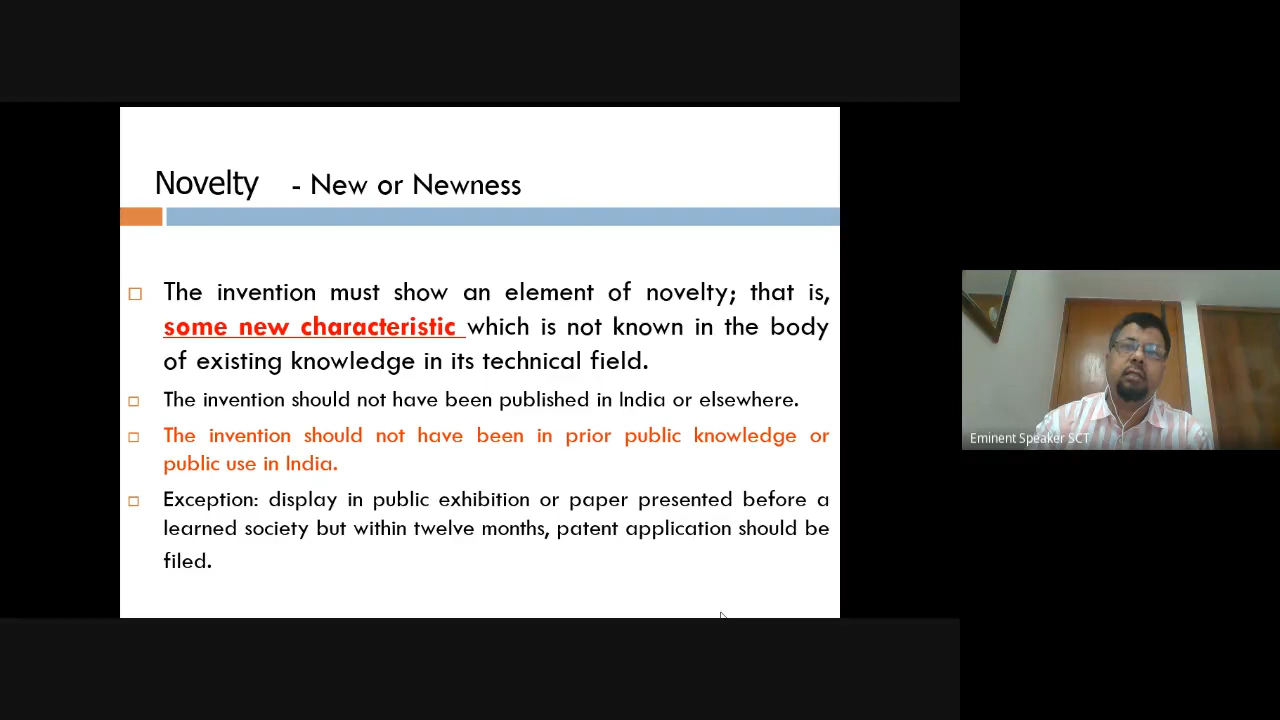 Novelty - New or Newness
The invention must show an element of novelty; that is,
some new characteristic which is not known in the body
of existing knowledge in its technical field.
The invention should not have been published in India or elsewhere.
The invention should not have been in prior public knowledge or
public use in India.
Exception: display in public exhibition or paper presented before a
learned society but within twelve months, patent application should be
filed.
Eminent Speaker SCT